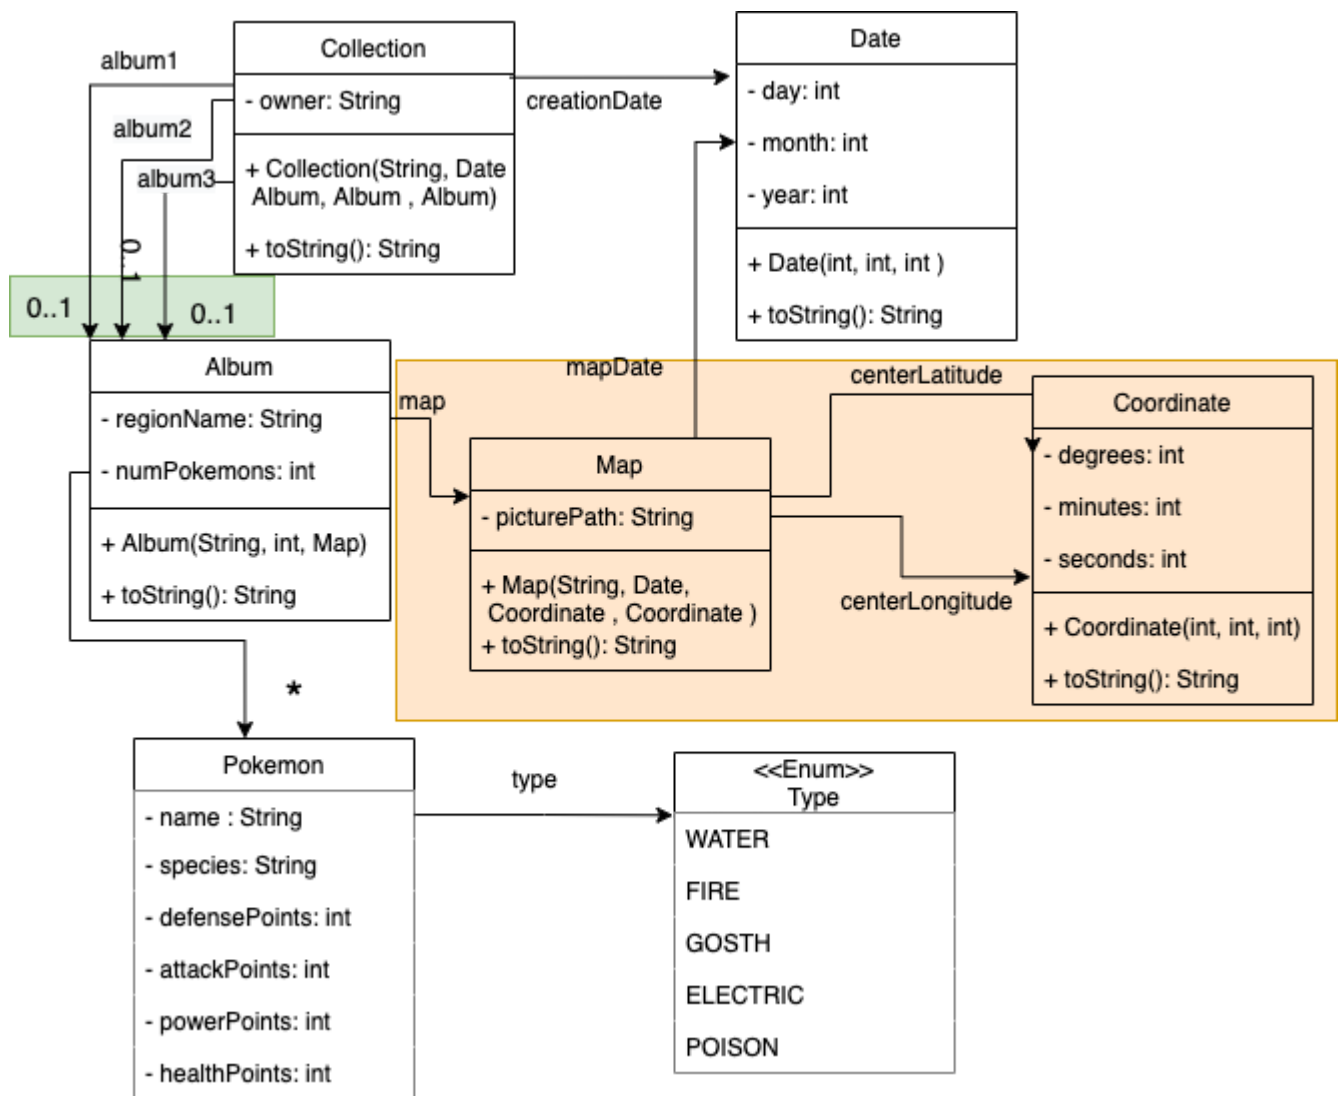 Collection
- owner: String
+ Collection(String, Date
Album, Album , Album)
+ toString(): String
album1
album2
album3
creationDate
Date
- day: int
- month: int
- year: int
+ Date(int, int, int )
+ toString(): String
0..1
0..1
0..1
Album
- regionName: String
- numPokemons: int
+ Album(String, int, Map)
+ toString(): String
map
mapDate
Map
- picturePath: String
+ Map(String, Date,
Coordinate , Coordinate )
+ toString(): String
centerLatitude
centerLongitude
Coordinate
- degrees: int
- minutes: int
- seconds: int
+ Coordinate(int, int, int)
+ toString(): String
*
Pokemon
- name : String
- species: String
- defensePoints: int
- attackPoints: int
- powerPoints: int
- healthPoints: int
type
<<Enum>>
Type
WATER
FIRE
GOSTH
ELECTRIC
POISON